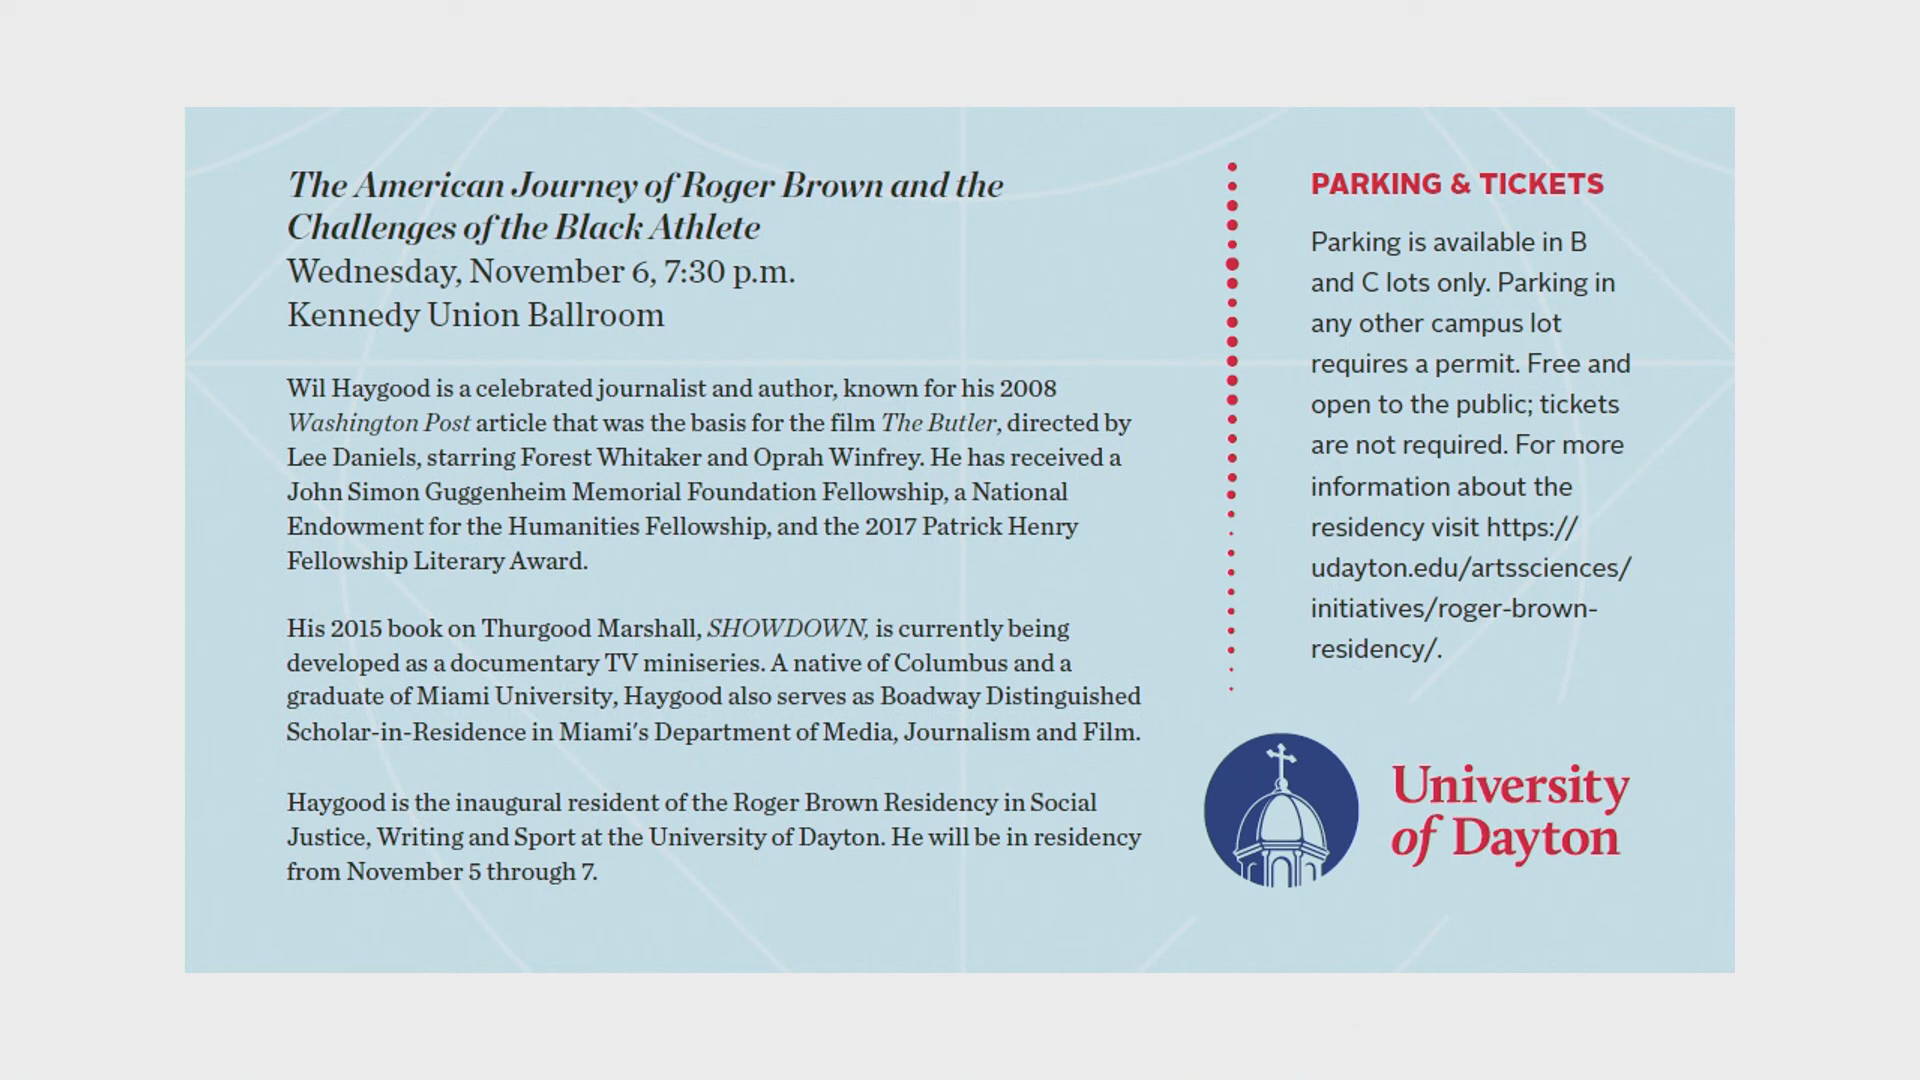 The American Journey of Roger Brown and the
Challenges of the Black Athlete
Wednesday, November 6, 7:30 p.m.
Kennedy Union Ballroom
Wil Haygood is a celebrated journalist and author, known for his 2008
Washington Post article that was the basis for the film The Butler, directed by
Lee Daniels, starring Forest Whitaker and Oprah Winfrey. He has received a
John Simon Guggenheim Memorial Foundation Fellowship, a National
Endowment for the Humanities Fellowship, and the 2017 Patrick Henry
Fellowship Literary Award.
His 2015 book on Thurgood Marshall, SHOWDOWN, is currently being
developed as a documentary TV miniseries. A native of Columbus and a
graduate of Miami University, Haygood also serves as Boadway Distinguished
Scholar-in-Residence in Miami's Department of Media, Journalism and Film.
Haygood is the inaugural resident of the Roger Brown Residency in Social
Justice, Writing and Sport at the University of Dayton. He will be in residency
from November 5 through 7.
PARKING & TICKETS
Parking is available in B
and C lots only. Parking in
any other campus lot
requires a permit. Free and
open to the public; tickets
are not required. For more
information about the
residency visit https://
udayton.edu/artssciences/
initiatives/roger-brown-
residency/.
University
of Dayton